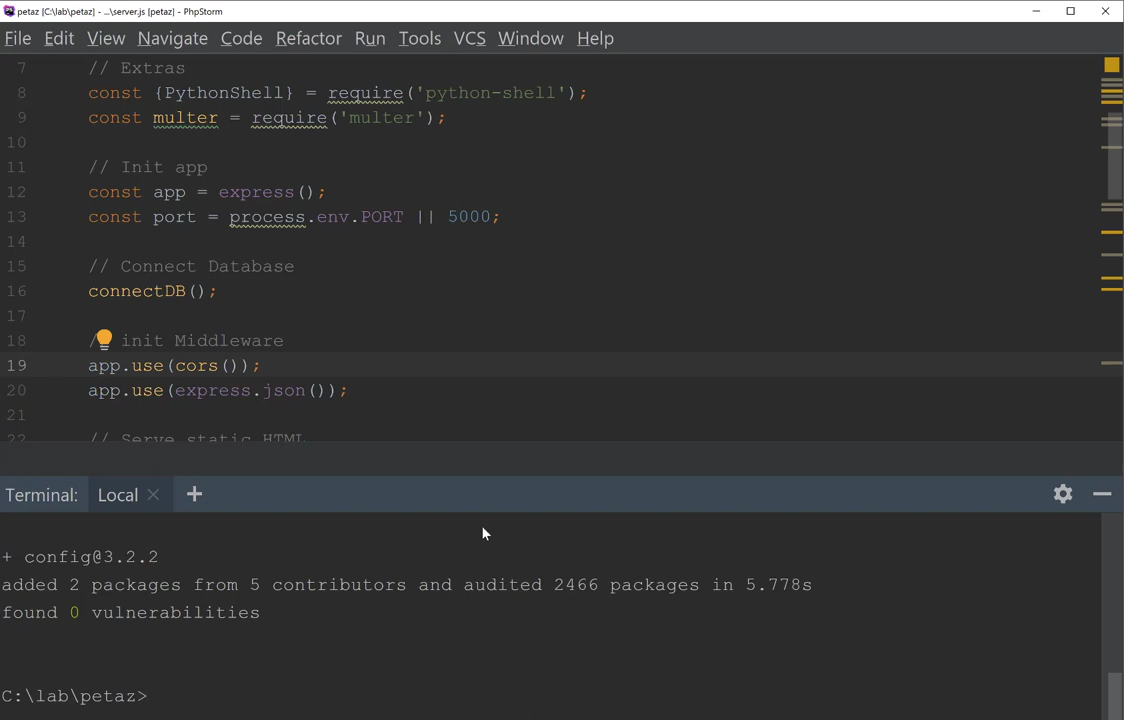 petaz [C:\lab\petaz] - ...\server.js [petaz] - PhpStorm
File Edit View Navigate Code Refactor Run Tools VCS Window Help
7 // Extras
8 const {PythonShell} = require('python-shell');
9 const multer = require('multer');
10
11 // Init app
12 const app = express();
13 const port = process.env.PORT || 5000;
14
15 // Connect Database
16 connectDB();
17
18 / init Middleware
19 app.use(cors());
20 app.use(express.json());
21
22 // Serve static HTML
Terminal: Local +
+ config@3.2.2
added 2 packages from 5 contributors and audited 2466 packages in 5.778s
found 0 vulnerabilities
C:\lab\petaz>